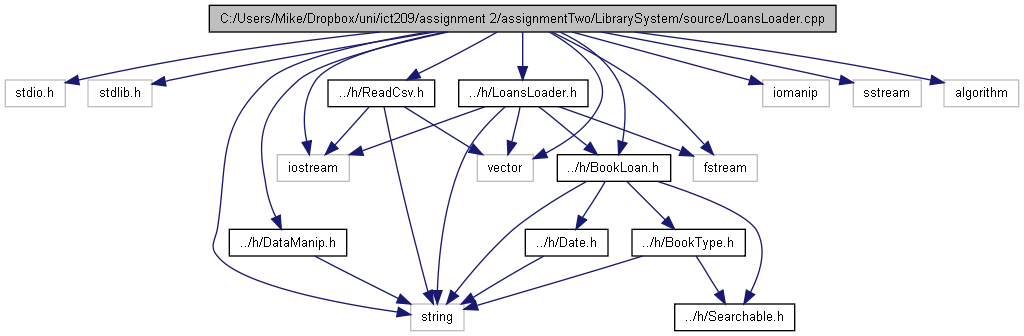 C:/Users/Mike/Dropbox/uni/ict209/assignment 2/assignmentTwo/LibrarySystem/source/LoansLoader.cpp
stdio.h
stdlib.h
../h/ReadCsv.h
../h/LoansLoader.h
iomanip
sstream
algorithm
iostream
vector
../h/BookLoan.h
fstream
../h/DataManip.h
../h/Date.h
../h/BookType.h
string
../h/Searchable.h